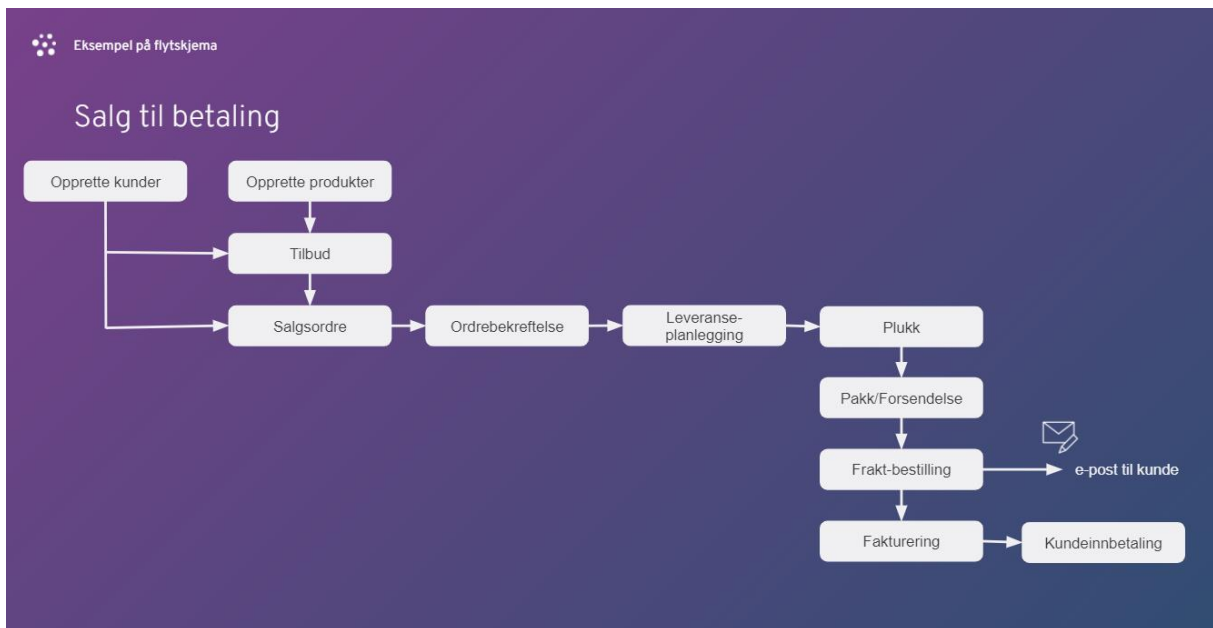 Eksempel på flytskjema
Salg til betaling
Opprette kunder
Opprette produkter
Tilbud
Salgsordre
Ordrebekreftelse
Leveranse-
planlegging
Plukk
Pakk/Forsendelse
Frakt-bestilling
e-post til kunde
Fakturering
Kundeinnbetaling